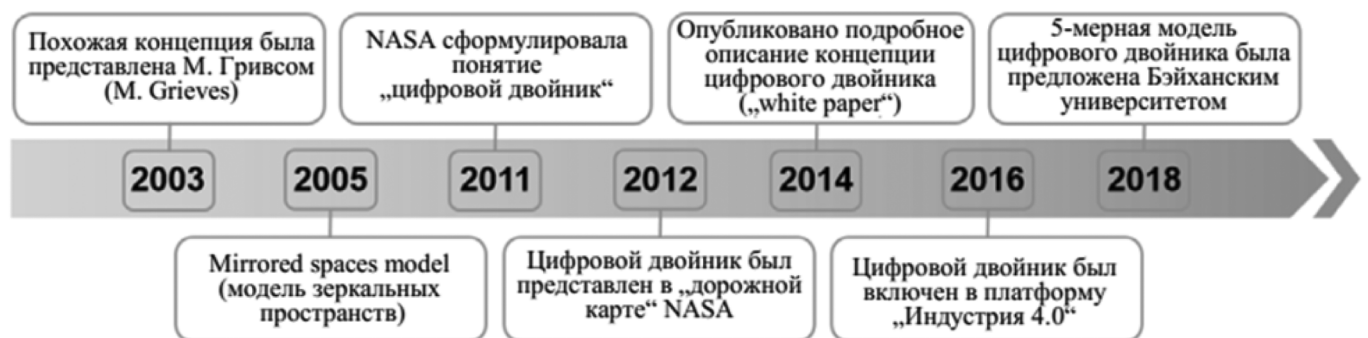 Похожая концепция была
представлена М. Гривсом
(M. Grieves)
NASA сформулировала
понятие
„цифровой двойник“
Опубликовано подробное
описание концепции
цифрового двойника
(„white paper“)
5-мерная модель
цифрового двойника была
предложена Бэйханским
университетом
2003
2005
2011
2012
2014
2016
2018
Mirrored spaces model
(модель зеркальных
пространств)
Цифровой двойник был
представлен в „дорожной
карте“ NASA
Цифровой двойник был
включен в платформу
„Индустрия 4.0“